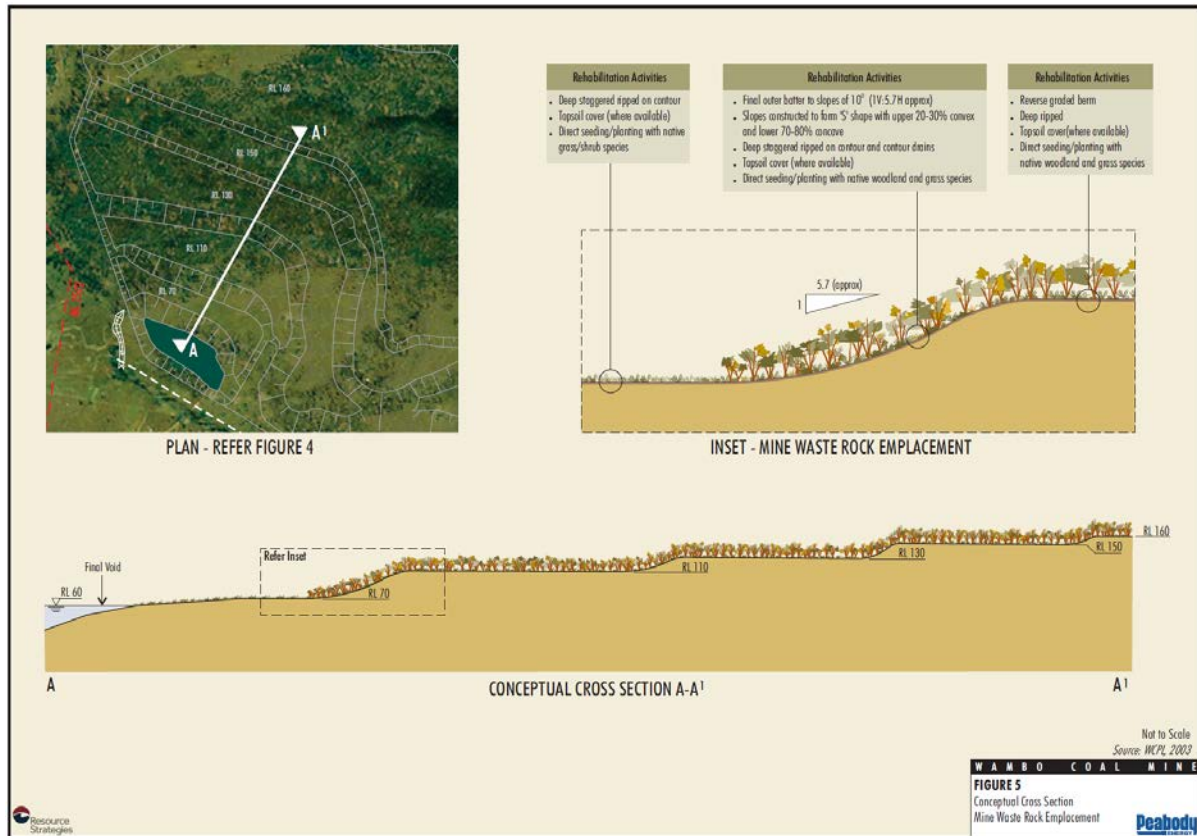 RL 160
A1
RL 150
RL 130
RL 110
RL 70
A
PLAN - REFER FIGURE 4
Rehabilitation Activities
• Deep staggered ripped on contour
• Topsoil cover (where available)
• Direct seeding/planting with native
grass/shrub species
Rehabilitation Activities
• Final outer batter to slopes of 10° (1V:5.7H approx)
• Slopes constructed to form 'S' shape with upper 20-30% convex
and lower 70-80% concave
• Deep staggered ripped on contour and contour drains
• Topsoil cover (where available)
• Direct seeding/planting with native woodland and grass species
Rehabilitation Activities
• Reverse graded berm
• Deep ripped
• Topsoil cover(where available)
• Direct seeding/planting with
native woodland and grass species
5.7 (approx)
1
INSET - MINE WASTE ROCK EMPLACEMENT
Refer Inset
Final Void
RL 60
RL 70
RL 110
RL 130
RL 150
RL 160
A
CONCEPTUAL CROSS SECTION A-A1
A1
Not to Scale
Source: WCPL, 2003
WAMBO COAL MINE
FIGURE 5
Conceptual Cross Section
Mine Waste Rock Emplacement
Peabody
Resource
Strategies